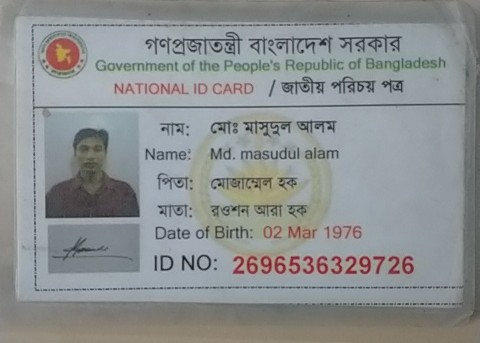 গণপ্রজাতন্ত্রী বাংলাদেশ সরকার
Government of the People's Republic of Bangladesh
NATIONAL ID CARD / জাতীয় পরিচয় পত্র
নাম: মোঃ মাসুদুল আলম
Name: Md. masudul alam
পিতা: মোজাম্মেল হক
মাতা: রওশন আরা হক
Date of Birth: 02 Mar 1976
ID NO: 2696536329726